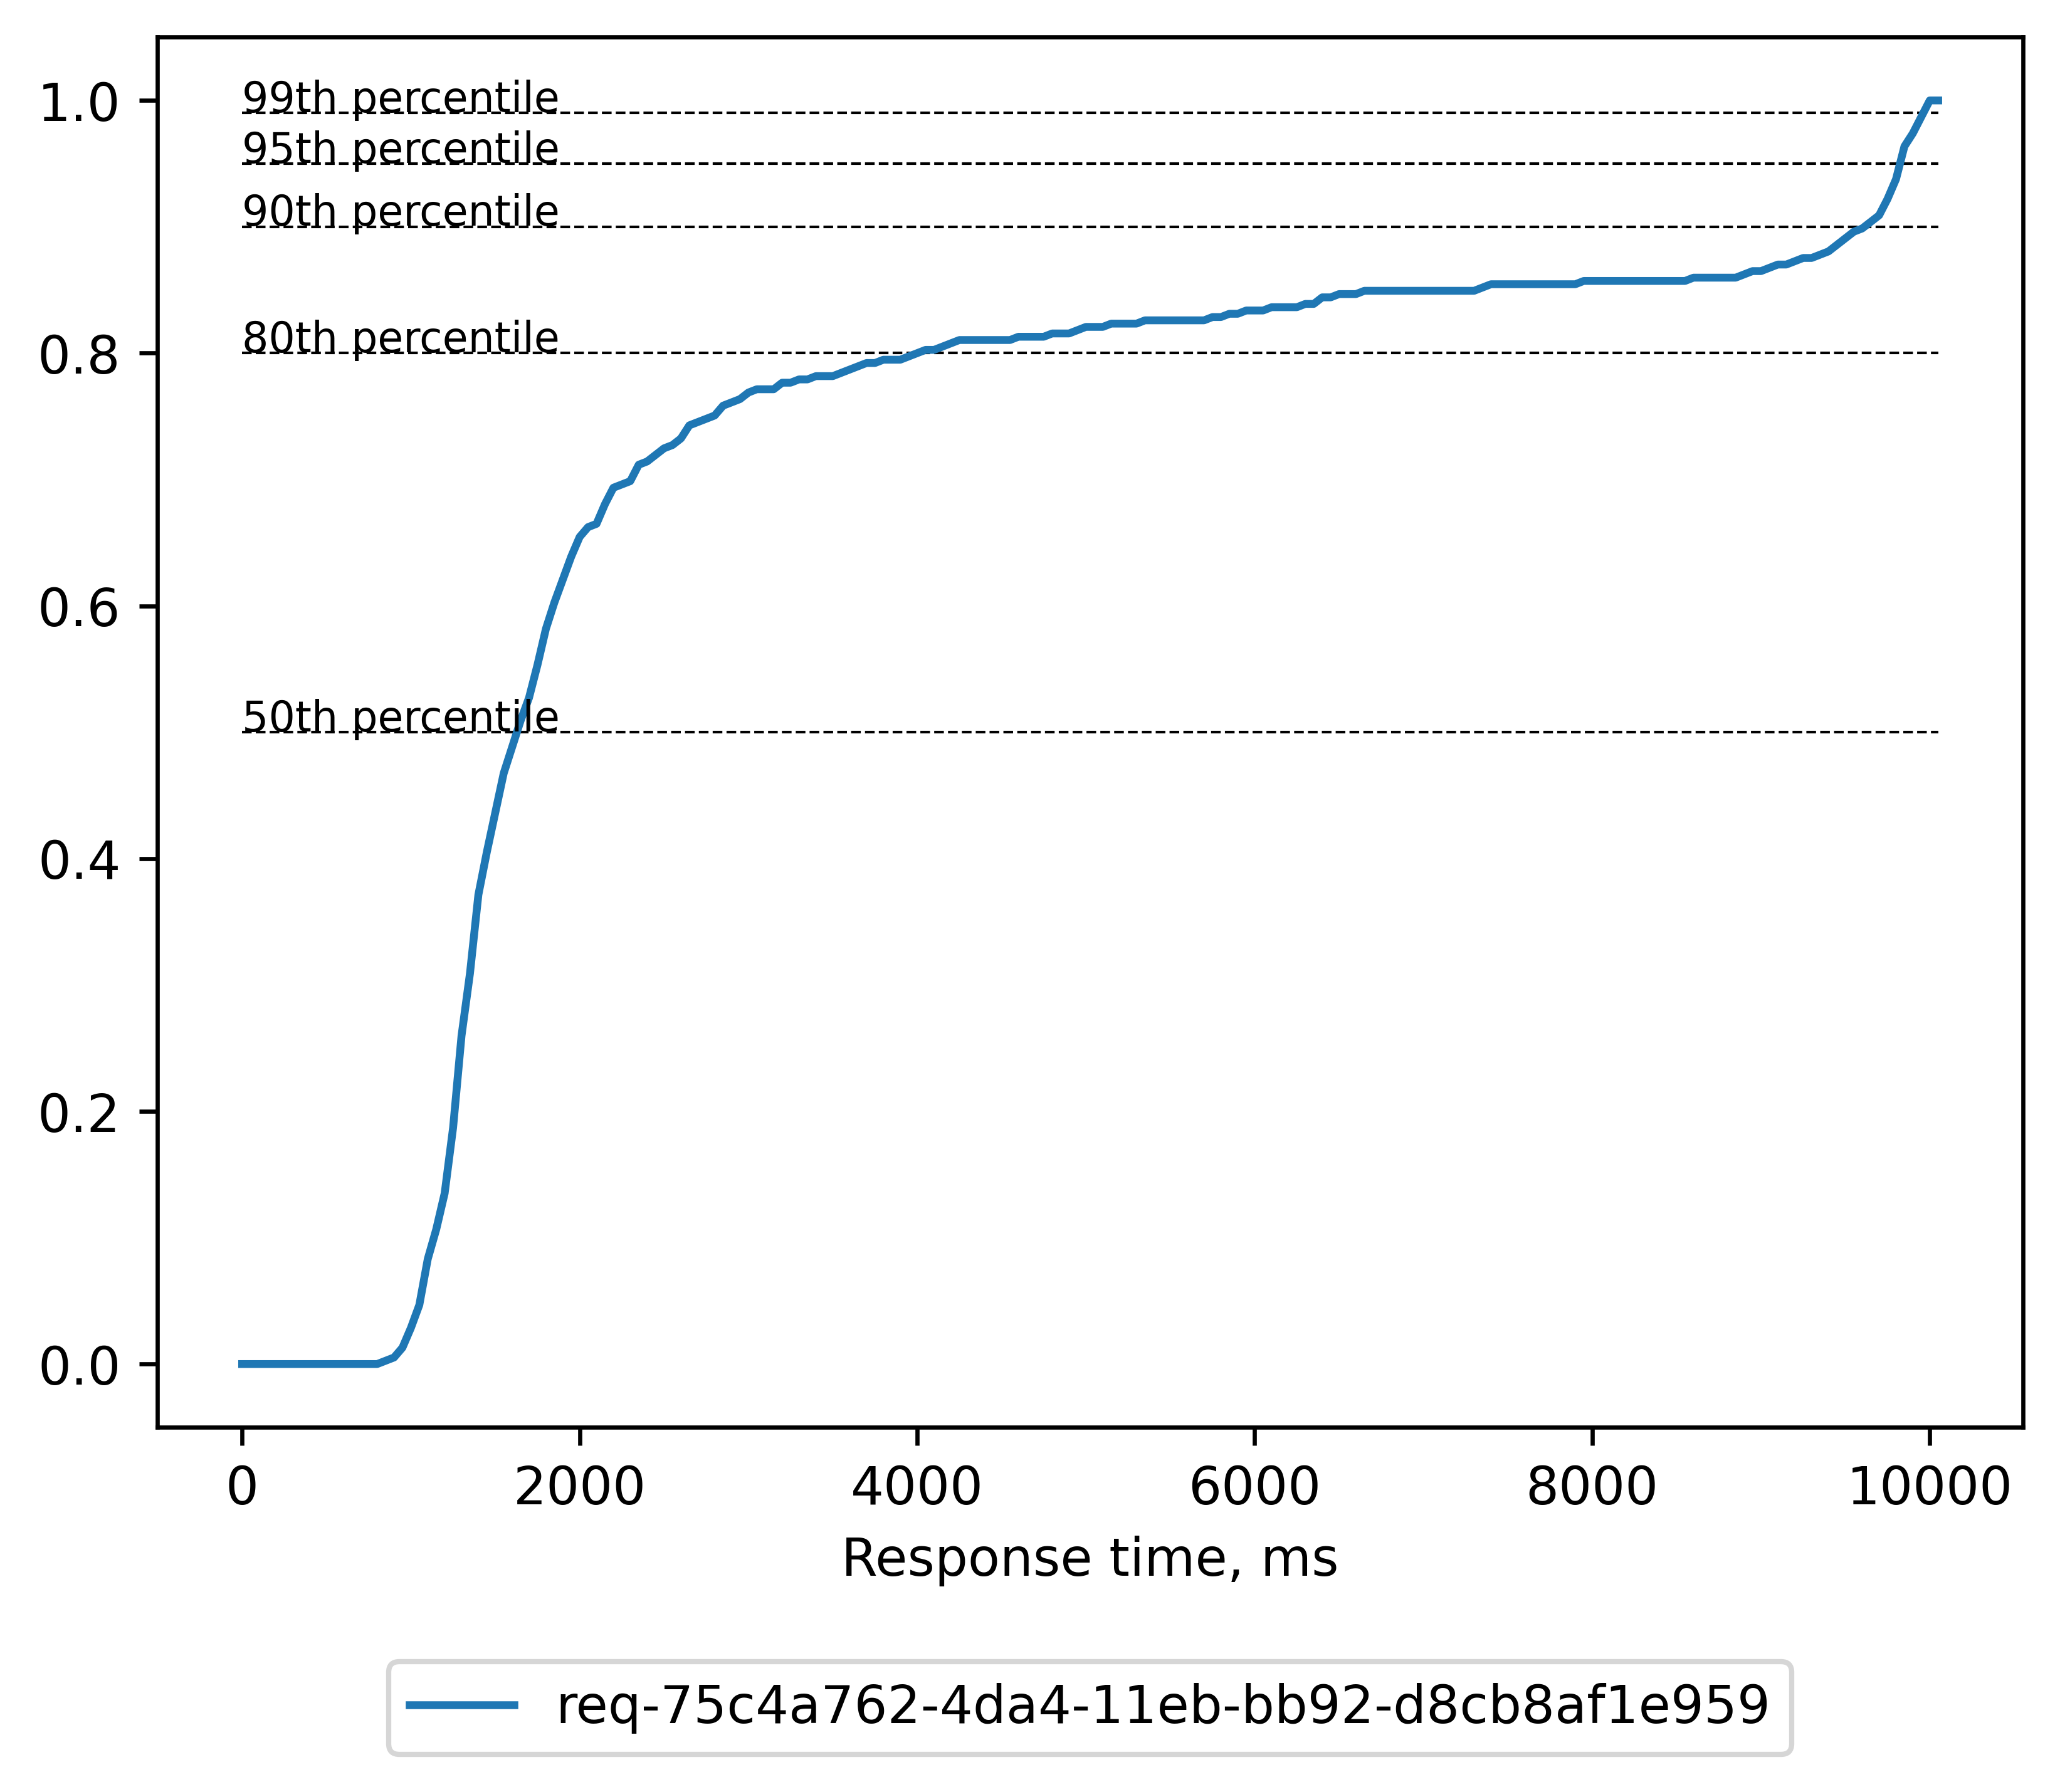 1.0
99th percentile
95th percentile
90th percentile
0.8
80th percentile
0.6
50th percentile
0.4
0.2
0.0
0 2000 4000 6000 8000 10000
Response time, ms
req-75c4a762-4da4-11eb-bb92-d8cb8af1e959